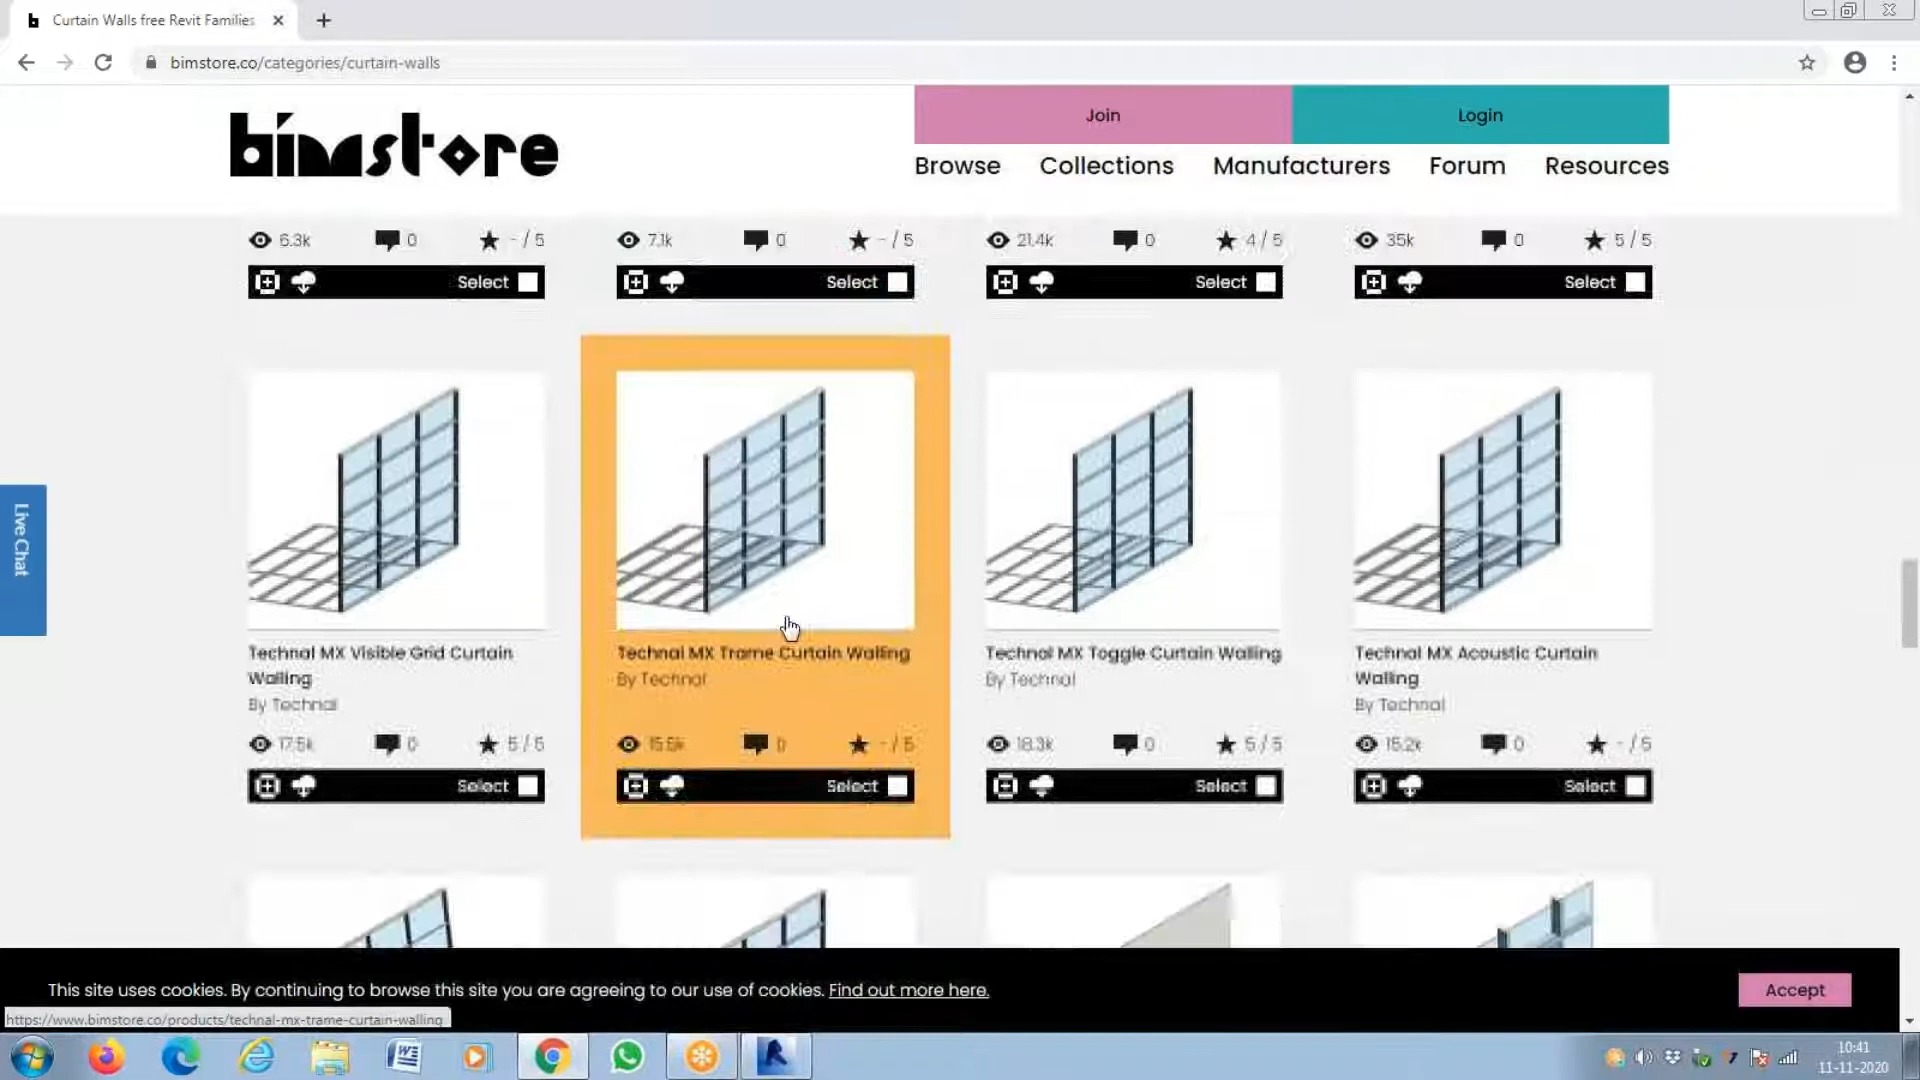 Curtain Walls free Revit Families
bimstore.co/categories/curtain-walls
bimstore
Join
Login
Browse
Collections
Manufacturers
Forum
Resources
6.3k 0 - / 5
7.1k 0 - / 5
21.4k 0 4 / 5
35k 0 5 / 5
Select
Select
Select
Select
Live Chat
Technal MX Visible Grid Curtain
Walling
By Technal
17.5k 0 5 / 5
Select
Technal MX Trame Curtain Walling
By Technal
15.5k 0 - / 5
Select
Technal MX Toggle Curtain Walling
By Technal
18.3k 0 5 / 5
Select
Technal MX Acoustic Curtain
Walling
By Technal
15.2k 0 - / 5
Select
This site uses cookies. By continuing to browse this site you are agreeing to our use of cookies. Find out more here.
Accept
https://www.bimstore.co/products/technal-mx-trame-curtain-walling
10:41
11-11-2020